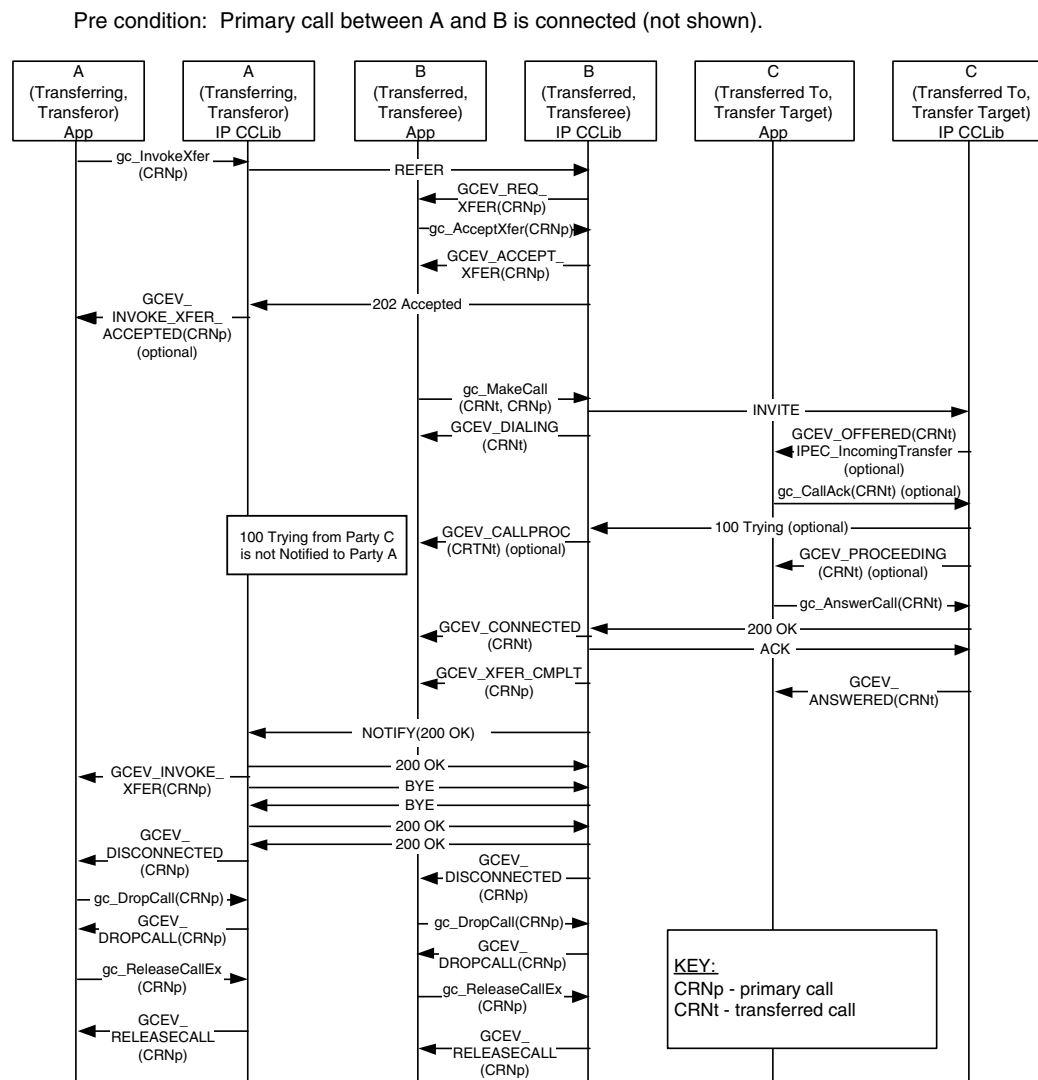 Pre condition:  Primary call between A and B is connected (not shown).
A
(Transferring,
Transferor)
App
A
(Transferring,
Transferor)
IP CCLib
B
(Transferred,
Transferee)
App
B
(Transferred,
Transferee)
IP CCLib
C
(Transferred To,
Transfer Target)
App
C
(Transferred To,
Transfer Target)
IP CCLib
gc_InvokeXfer
(CRNp)
REFER
GCEV_REQ_
XFER(CRNp)
gc_AcceptXfer(CRNp)
GCEV_ACCEPT_
XFER(CRNp)
202 Accepted
GCEV_
INVOKE_XFER_
ACCEPTED(CRNp)
(optional)
gc_MakeCall
(CRNt, CRNp)
INVITE
GCEV_DIALING
(CRNt)
GCEV_OFFERED(CRNt)
IPEC_IncomingTransfer
(optional)
gc_CallAck(CRNt) (optional)
100 Trying (optional)
100 Trying from Party C
is not Notified to Party A
GCEV_CALLPROC
(CRTNt) (optional)
GCEV_PROCEEDING
(CRNt) (optional)
gc_AnswerCall(CRNt)
200 OK
GCEV_CONNECTED
(CRNt)
ACK
GCEV_XFER_CMPLT
(CRNp)
GCEV_
ANSWERED(CRNt)
NOTIFY(200 OK)
200 OK
GCEV_INVOKE_
XFER(CRNp)
BYE
BYE
200 OK
200 OK
GCEV_
DISCONNECTED
(CRNp)
GCEV_
DISCONNECTED
(CRNp)
gc_DropCall(CRNp)
gc_DropCall(CRNp)
GCEV_
DROPCALL(CRNp)
GCEV_
DROPCALL(CRNp)
gc_ReleaseCallEx
(CRNp)
gc_ReleaseCallEx
(CRNp)
GCEV_
RELEASECALL
(CRNp)
GCEV_
RELEASECALL
(CRNp)
KEY:
CRNp - primary call
CRNt - transferred call